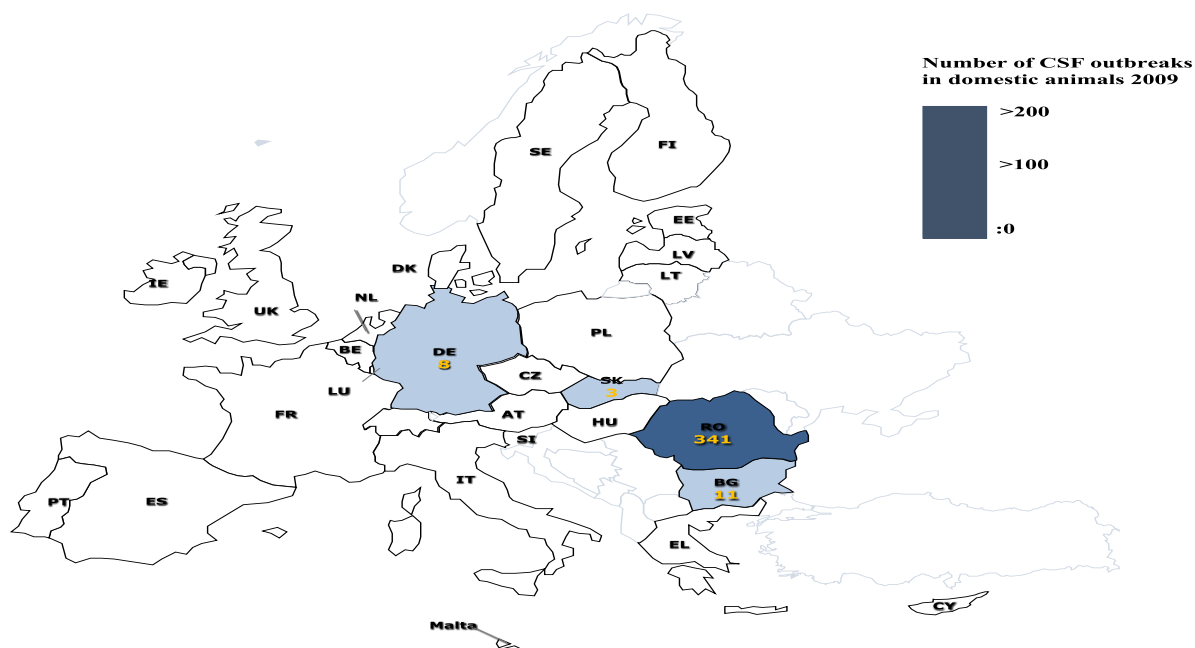 Number of CSF outbreaks
in domestic animals 2009
>200
>100
:0
SE
FI
EE
LV
LT
DK
IE
NL
UK
PL
BE
DE
8
CZ
SK
3
LU
FR
AT
HU
RO
341
SI
IT
BG
11
PT
ES
EL
CY
Malta